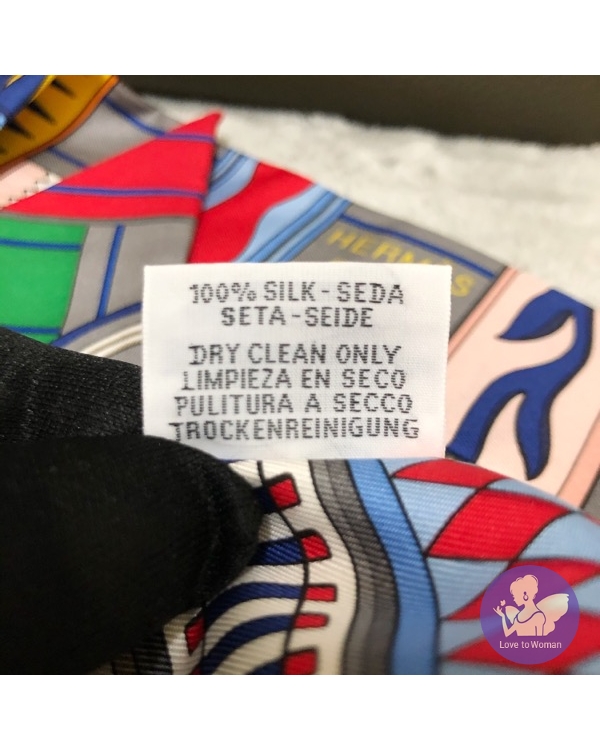 HERMES
100% SILK - SEDA
SETA - SEIDE
DRY CLEAN ONLY
LIMPIEZA EN SECO
PULITURA A SECCO
TROCKENREINIGUNG
Love to Woman